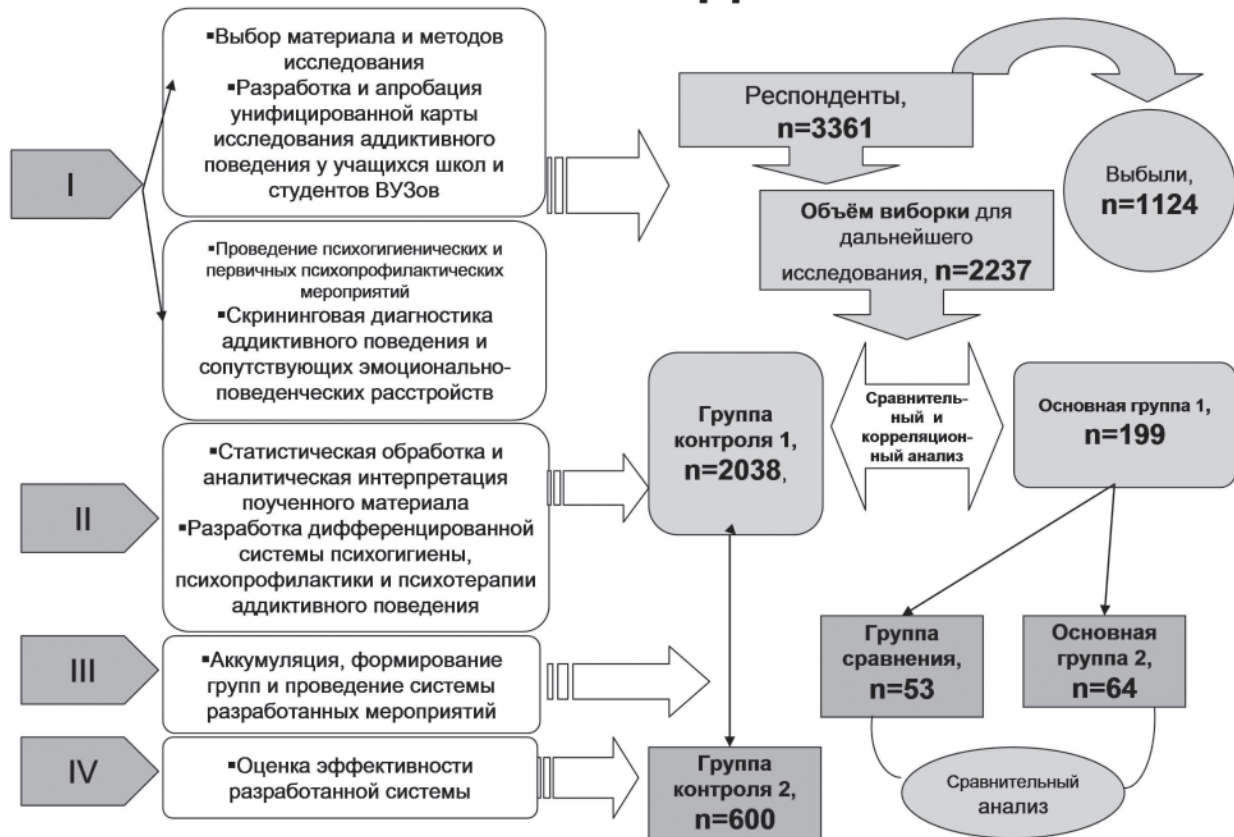 I
▪Выбор материала и методов
исследования
▪Разработка и апробация
унифицированной карты
исследования аддиктивного
поведения у учащихся школ и
студентов ВУЗов
▪Проведение психогигиенических и
первичных психопрофилактических
мероприятий
▪Скрининговая диагностика
аддиктивного поведения и
сопутствующих эмоционально-
поведенческих расстройств
Респонденты,
n=3361
Выбыли,
n=1124
Объём виборки для
дальнейшего
исследования, n=2237
II
▪Статистическая обработка и
аналитическая интерпретация
поученного материала
▪Разработка дифференцированной
системы психогигиены,
психопрофилактики и психотерапии
аддиктивного поведения
Группа
контроля 1,
n=2038,
Сравнитель-
ный и
корреляцион-
ный анализ
Основная группа 1,
n=199
III
▪Аккумуляция, формирование
групп и проведение системы
разработанных мероприятий
Группа
сравнения,
n=53
Основная
группа 2,
n=64
IV
▪Оценка эффективности
разработанной системы
Группа
контроля 2,
n=600
Сравнительный
анализ